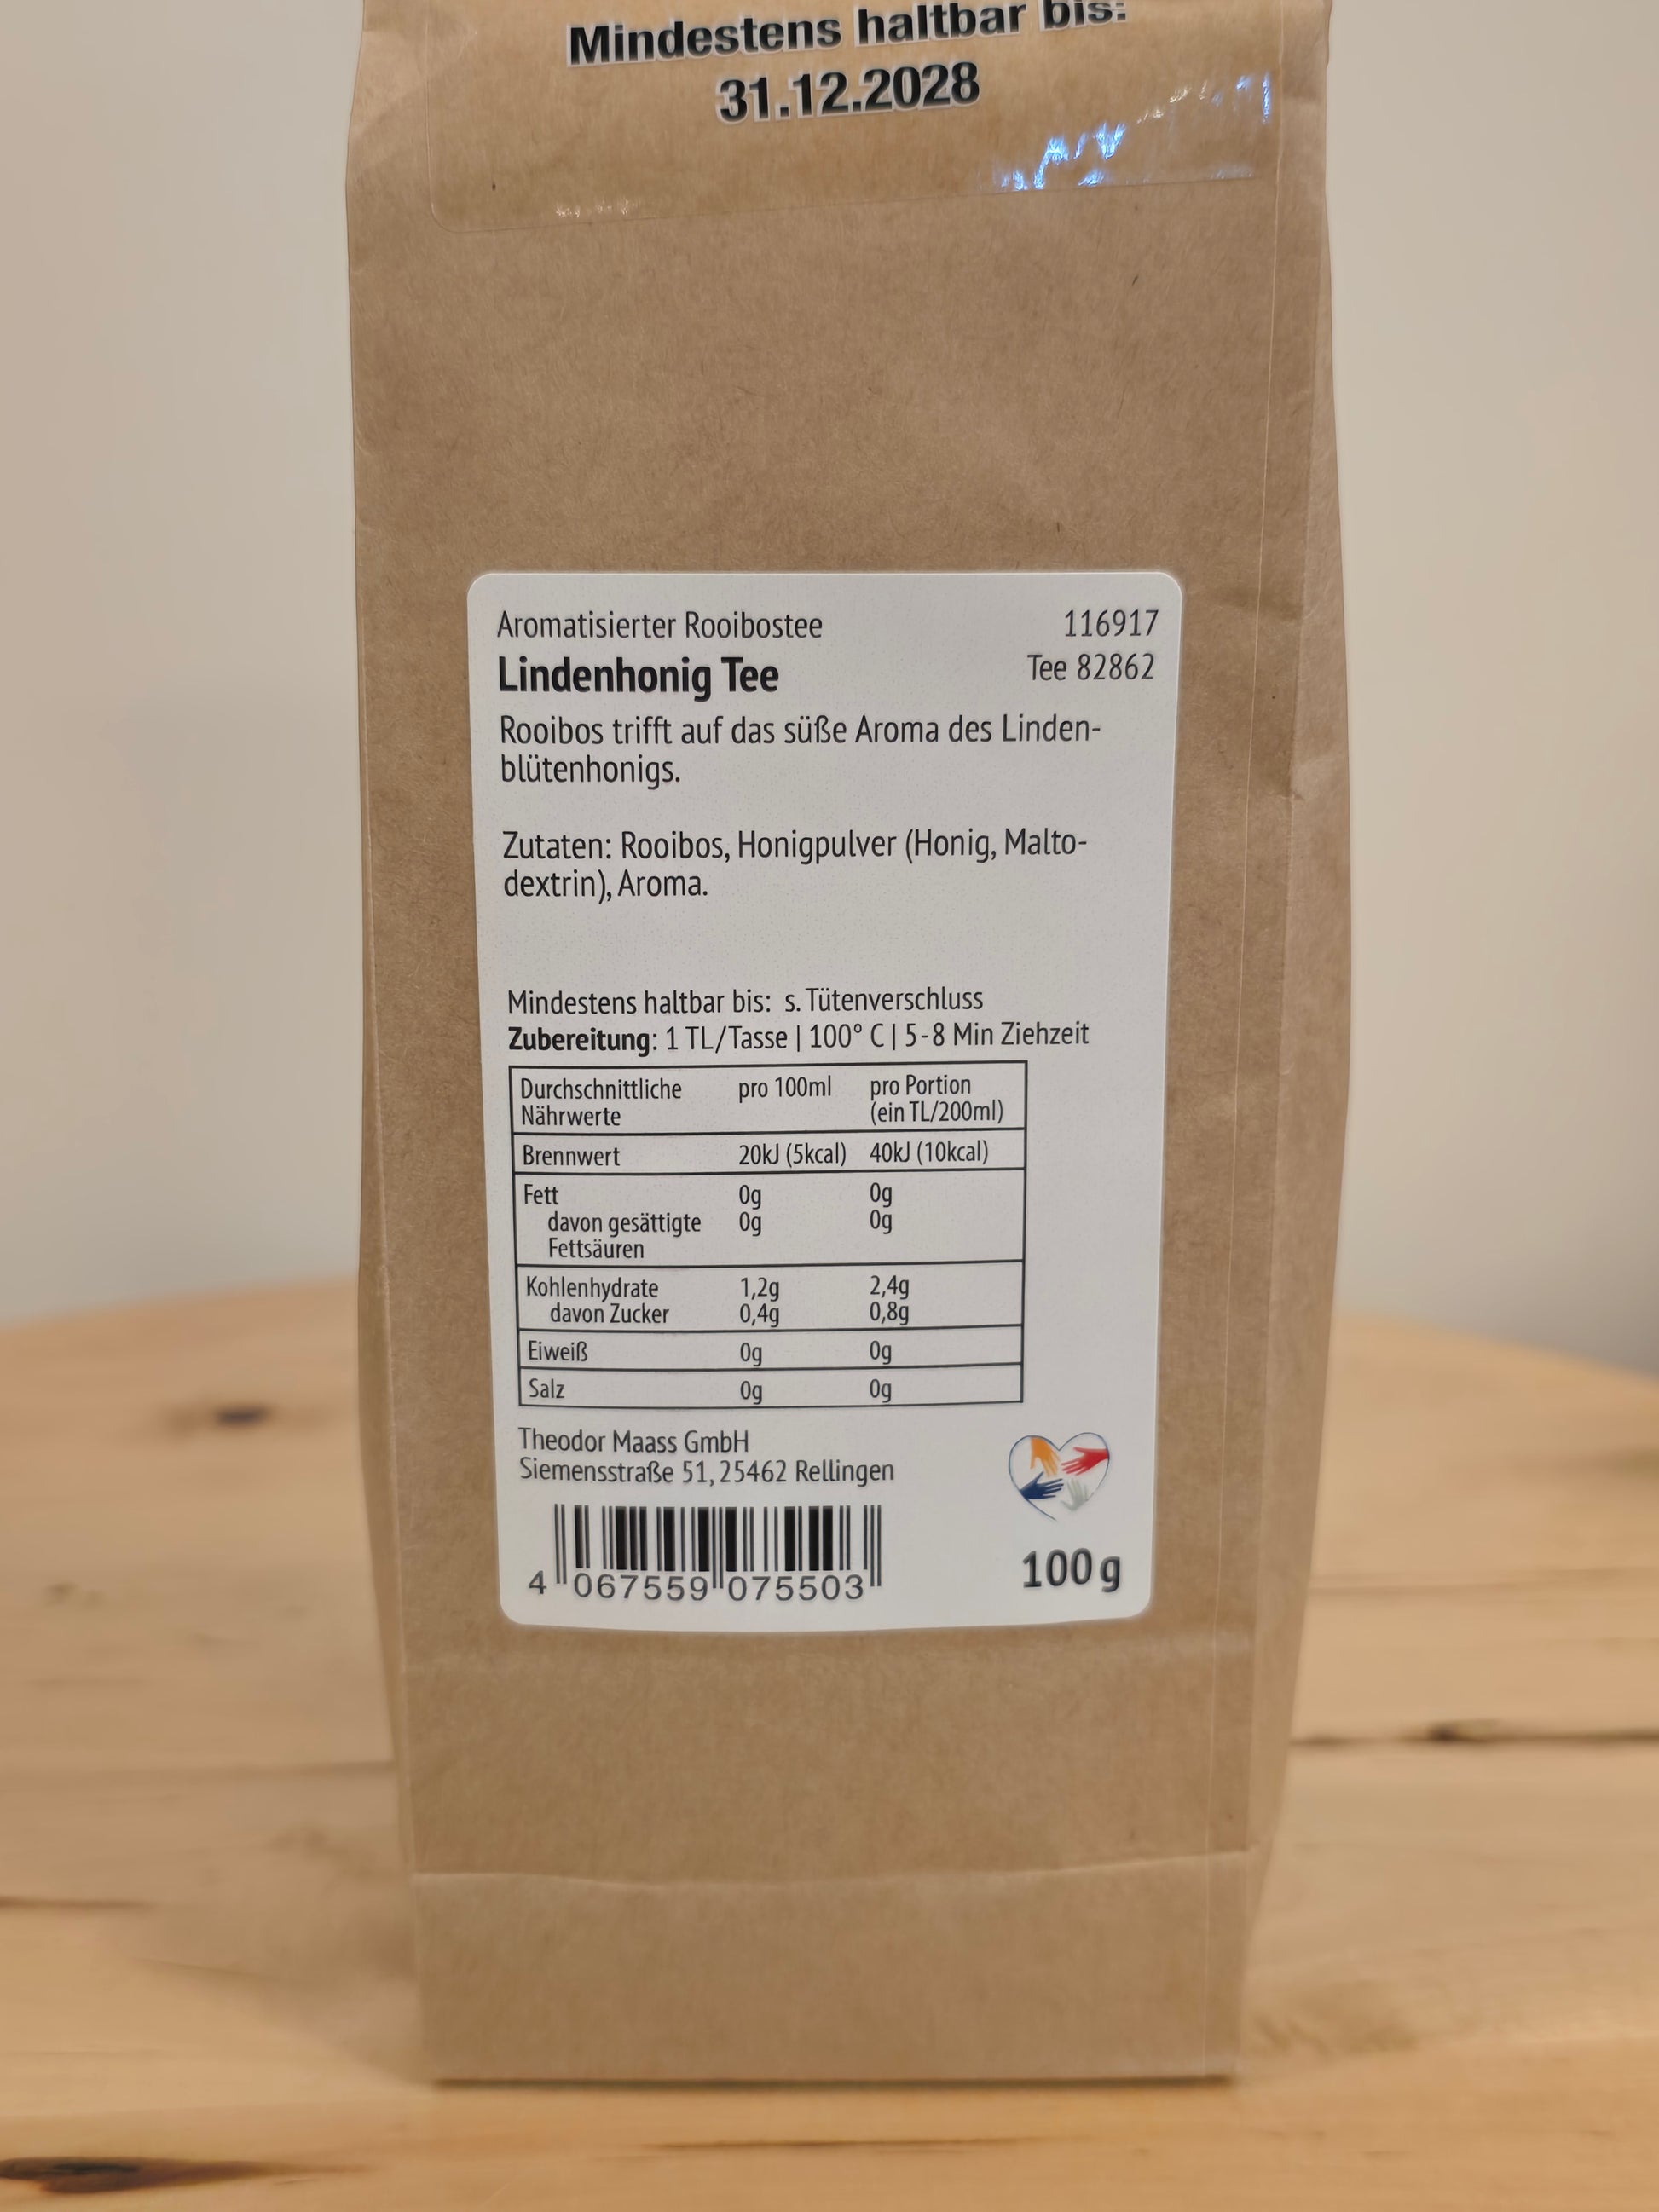 Mindestens haltbar bis:
31.12.2028
Aromatisierter Rooibostee 116917
Lindenhonig Tee Tee 82862
Rooibos trifft auf das süße Aroma des Linden-
blütenhonigs.
Zutaten: Rooibos, Honigpulver (Honig, Malto-
dextrin), Aroma.
Mindestens haltbar bis: s. Tütenverschluss
Zubereitung: 1 TL/Tasse | 100° C | 5-8 Min Ziehzeit
Durchschnittliche pro 100ml pro Portion
Nährwerte (ein TL/200ml)
Brennwert 20kJ (5kcal) 40kJ (10kcal)
Fett 0g 0g
davon gesättigte 0g 0g
Fettsäuren
Kohlenhydrate 1,2g 2,4g
davon Zucker 0,4g 0,8g
Eiweiß 0g 0g
Salz 0g 0g
Theodor Maass GmbH
Siemensstraße 51, 25462 Rellingen
4 067559 075503
100 g